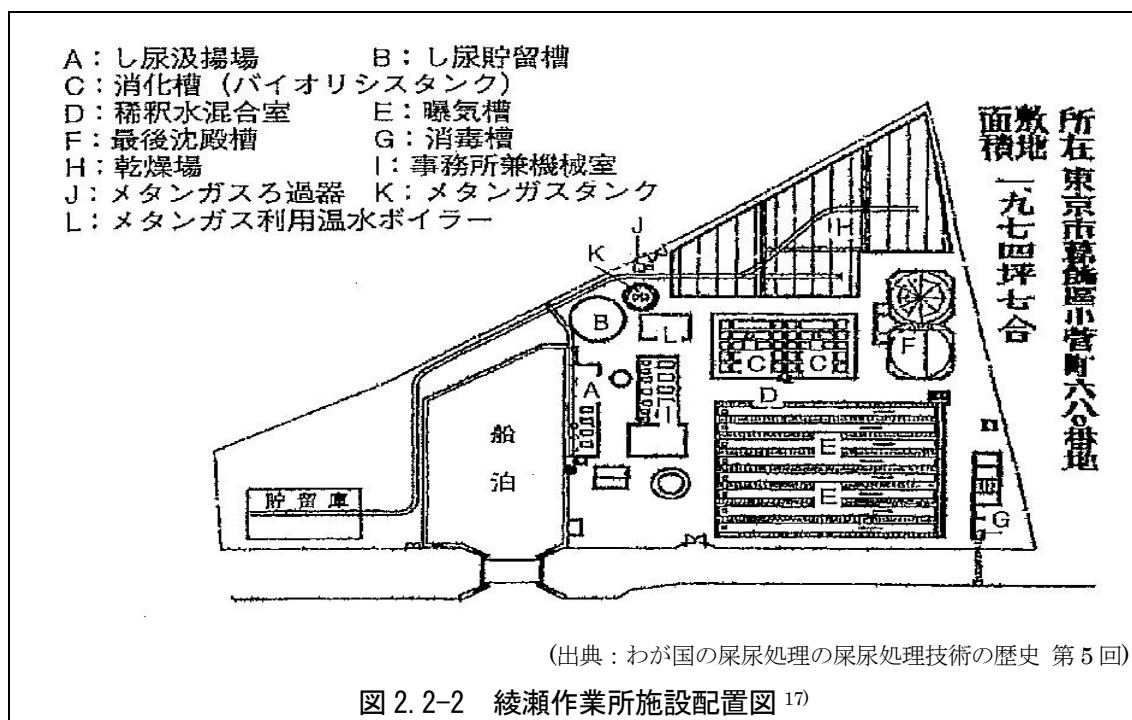 A：し尿汲揚場　B：し尿貯留槽
C：消化槽（バイオリシスタンク）
D：稀釈水混合室　E：曝気槽
F：最後沈殿槽　G：消毒槽
H：乾燥場　I：事務所兼機械室
J：メタンガスろ過器　K：メタンガスタンク
L：メタンガス利用温水ボイラー
所在 東京市葛飾區小菅町六八〇番地
敷地面積 一、九七四坪七合
J
H
K
B
L
C
C
F
A
I
D
E
E
船泊
貯留庫
G
(出典：わが国の屎尿処理の屎尿処理技術の歴史 第5回)
図 2.2-2　綾瀬作業所施設配置図 17)